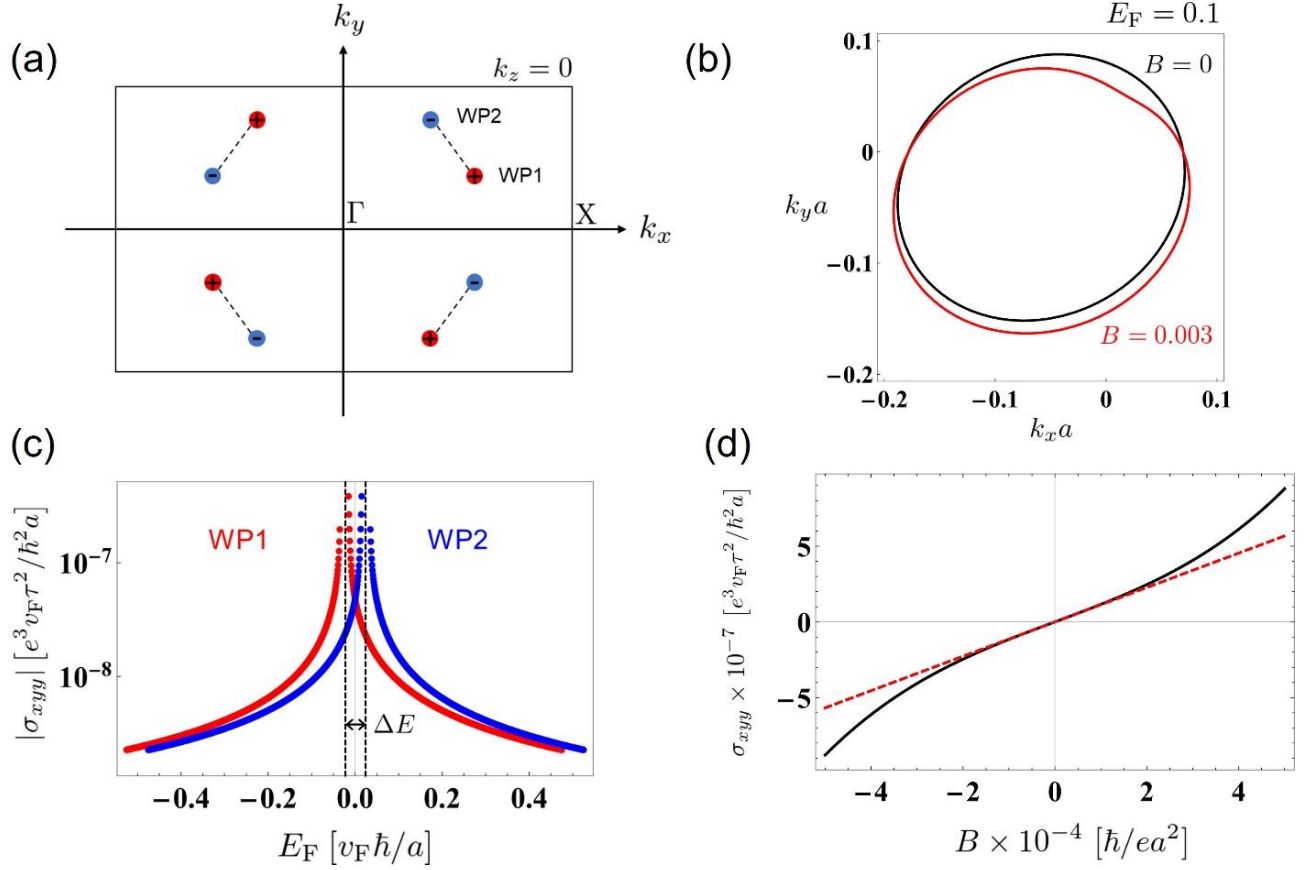 (a)
k_y
k_z = 0
+
-
WP2
-
+
WP1
Γ
X
k_x
+
-
-
+
(b)
E_F = 0.1
0.1
B = 0
0
k_y a
−0.1
B = 0.003
−0.2
−0.2
−0.1
0
0.1
k_x a
(c)
|σ_xyy| [e^3 v_F τ^2/ħ^2 a]
WP1
WP2
10^−7
10^−8
ΔE
−0.4
−0.2
0.0
0.2
0.4
E_F [v_F ħ/a]
(d)
σ_xyy × 10^−7 [e^3 v_F τ^2/ħ^2 a]
5
0
−5
−4
−2
0
2
4
B × 10^−4 [ħ/ea^2]